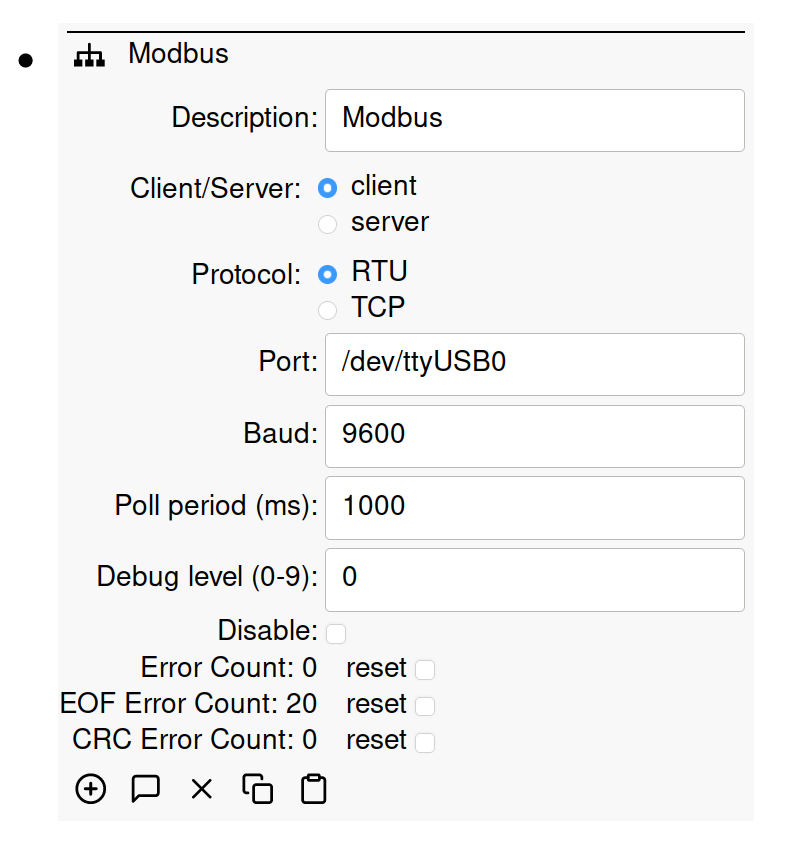 Modbus
Description: Modbus
Client/Server: client
server
Protocol: RTU
TCP
Port: /dev/ttyUSB0
Baud: 9600
Poll period (ms): 1000
Debug level (0-9): 0
Disable:
Error Count: 0 reset
EOF Error Count: 20 reset
CRC Error Count: 0 reset